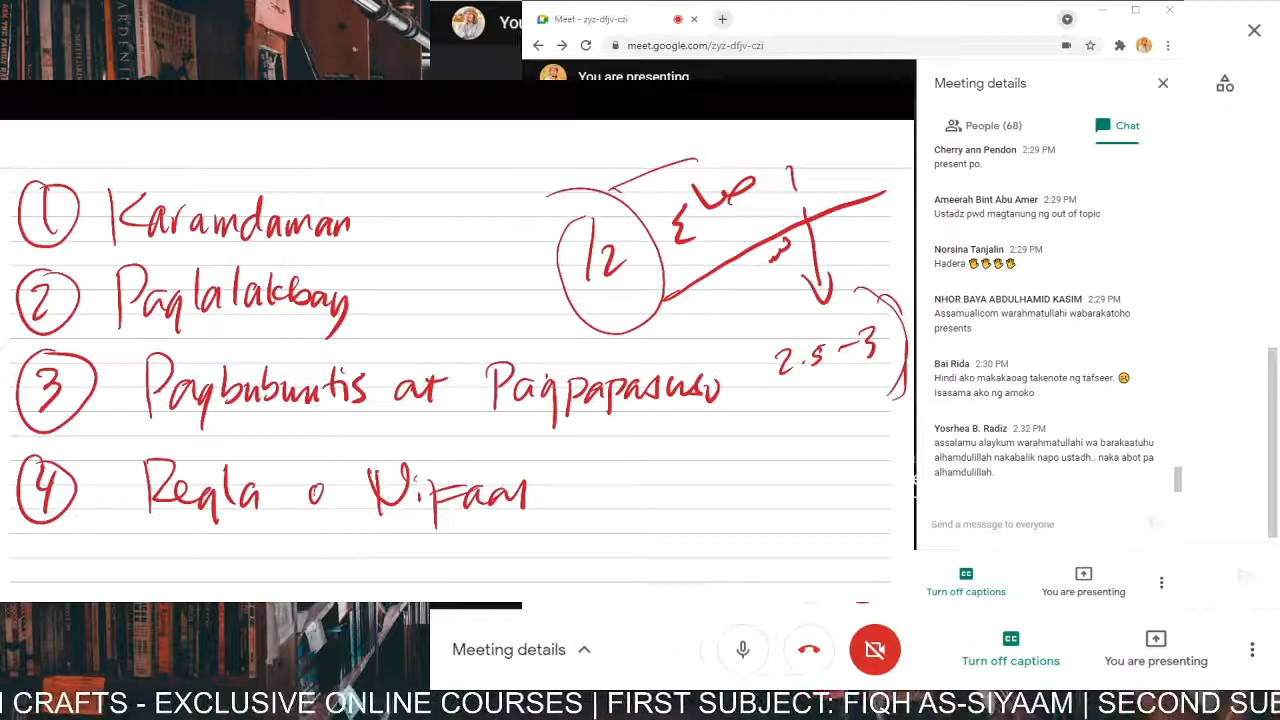 You
Meet - zyz-dfjv-czi
meet.google.com/zyz-dfjv-czi
You are presenting
Meeting details
People (68)
Chat
Cherry ann Pendon 2:29 PM
present po.
Ameerah Bint Abu Amer 2:29 PM
Ustadz pwd magtanung ng out of topic
Norsina Tanjalin 2:29 PM
Hadera 🖐🖐🖐🖐
NHOR BAYA ABDULHAMID KASIM 2:29 PM
Assamualicom warahmatullahi wabarakatoho
presents
Bai Rida 2:30 PM
Hindi ako makakaoag takenote ng tafseer. 😢
Isasama ako ng amoko
Yosrhea B. Radiz 2:32 PM
assalamu alaykum warahmatullahi wa barakaatuhu
alhamdulillah nakabalik napo ustadh.. naka abot pa
alhamdulillah.
Send a message to everyone
Turn off captions
You are presenting
1 Karamdaman
2 Paglalakbay
3 Pagbubuntis at Pagpapasuso
4 Regla o Nifaas
12
2.5 - 3
Meeting details
Turn off captions
You are presenting
N CRAFTS - EXCLUSIVE ONLINE COURSES | FIRST SUBJECT: FIQH AS-SIYAAM | SECOND SUB